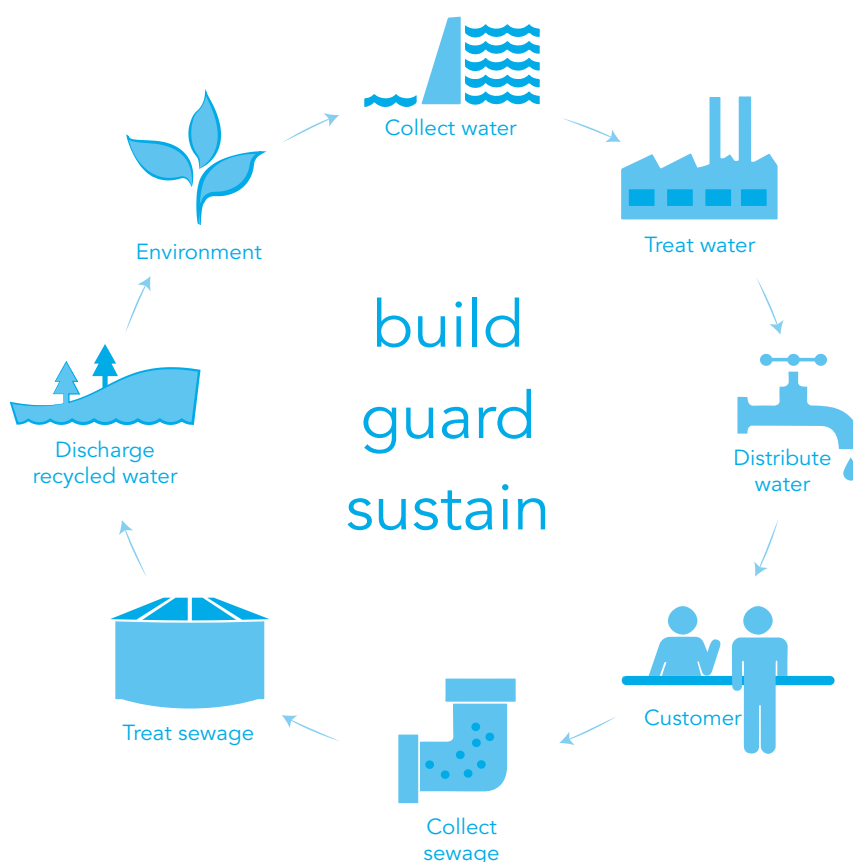 Collect water
Treat water
Distribute
water
Customer
Collect
sewage
Treat sewage
Discharge
recycled water
Environment
build
guard
sustain